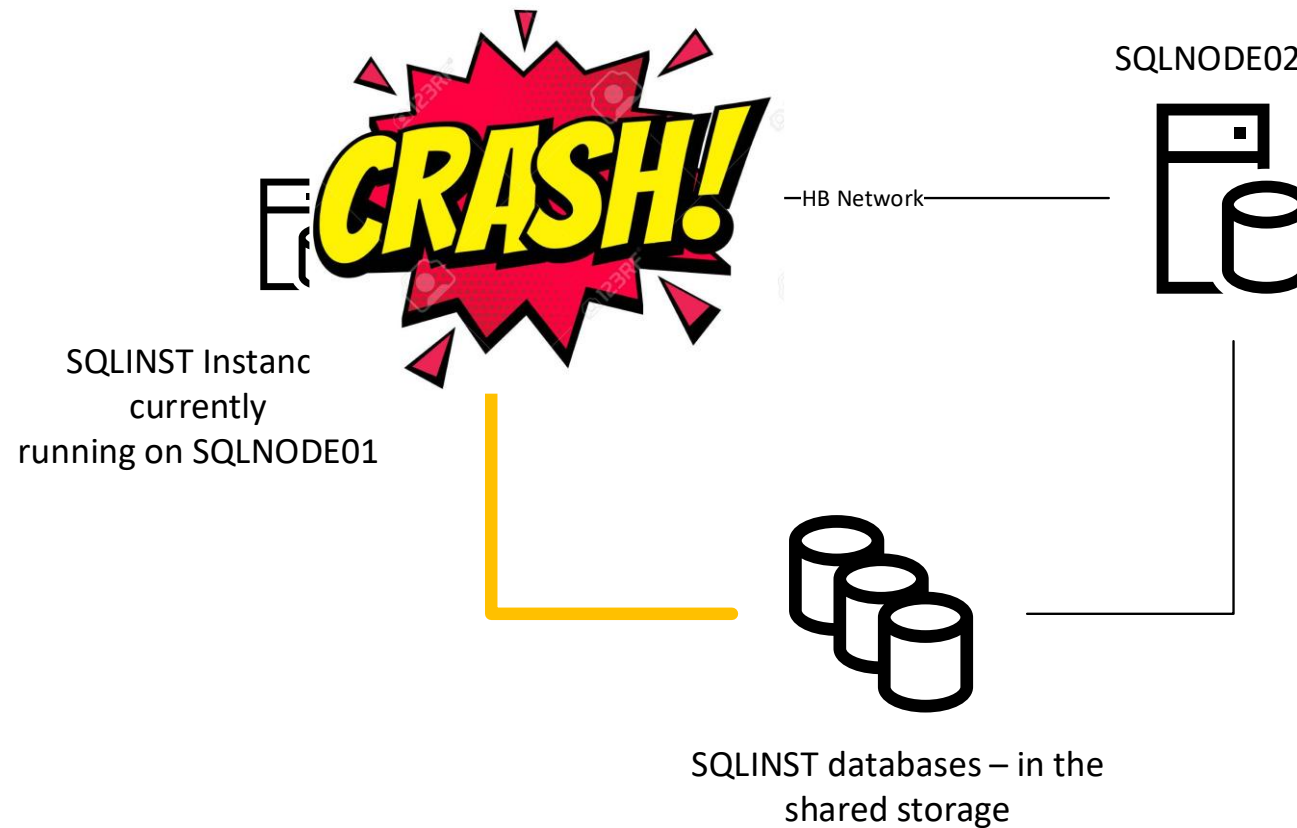 SQLNODE02
CRASH!
HB Network
SQLINST Instanc
currently
running on SQLNODE01
SQLINST databases – in the
shared storage